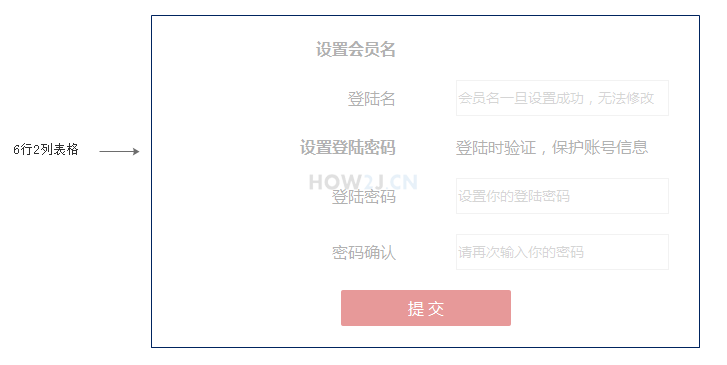 设置会员名
登陆名 会员名一旦设置成功，无法修改
6行2列表格
设置登陆密码 登陆时验证，保护账号信息
HOW2J.CN
登陆密码 设置你的登陆密码
密码确认 请再次输入你的密码
提 交